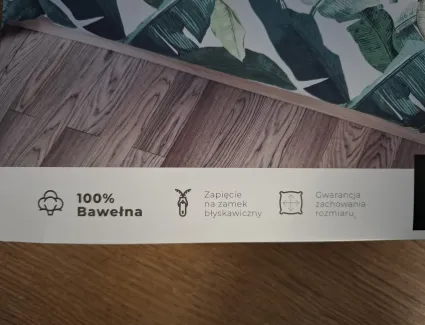 100%
Bawełna
Zapięcie
na zamek
błyskawiczny
Gwarancja
zachowania
rozmiaru